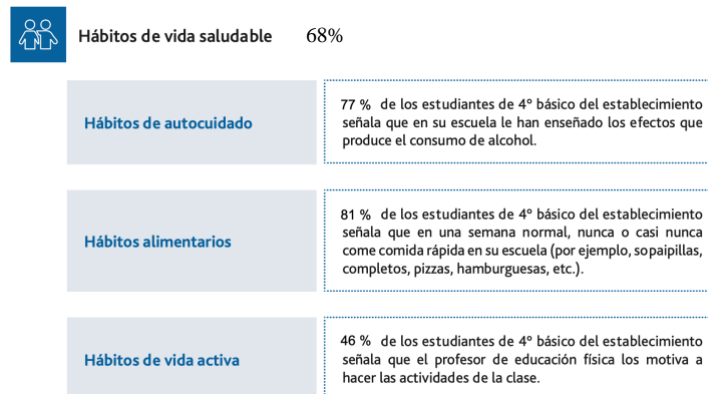 Hábitos de vida saludable 68%
Hábitos de autocuidado
77 % de los estudiantes de 4° básico del establecimiento
señala que en su escuela le han enseñado los efectos que
produce el consumo de alcohol.
Hábitos alimentarios
81 % de los estudiantes de 4° básico del establecimiento
señala que en una semana normal, nunca o casi nunca
come comida rápida en su escuela (por ejemplo, sopaipillas,
completos, pizzas, hamburguesas, etc.).
Hábitos de vida activa
46 % de los estudiantes de 4° básico del establecimiento
señala que el profesor de educación física los motiva a
hacer las actividades de la clase.